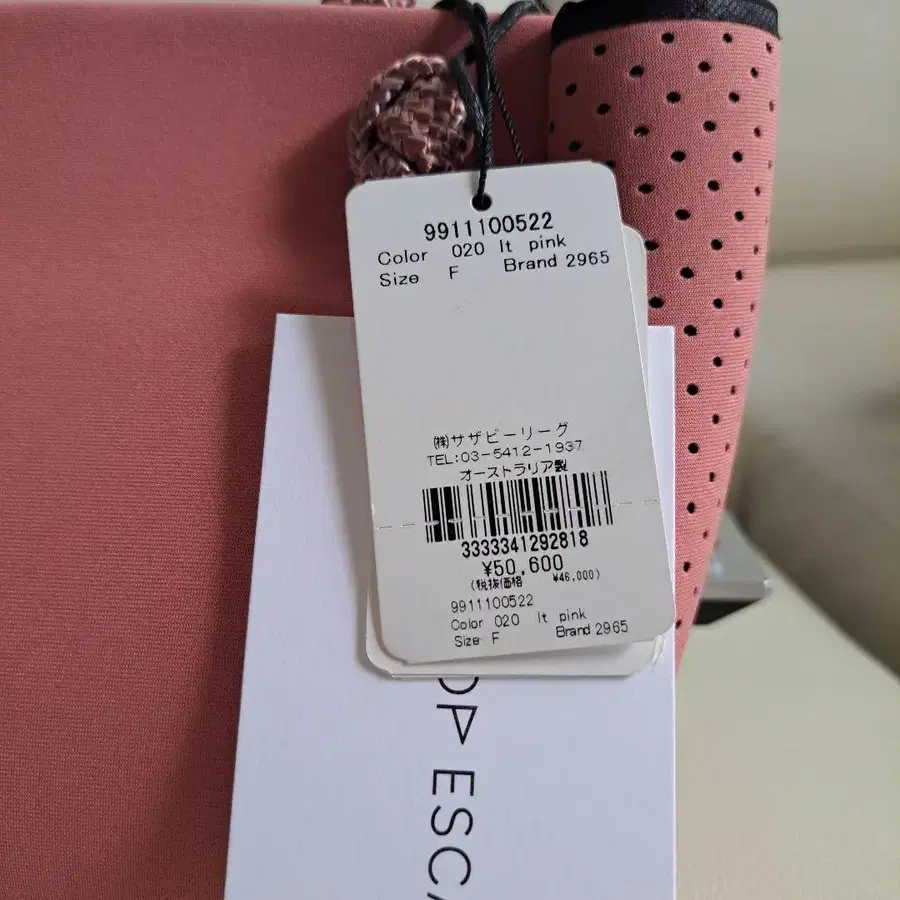 9911100522
Color 020 lt pink
Size F Brand 2965
㈱サザビーリーグ
TEL:03-5412-1937
オーストラリア製
3333341292818
¥50,600
(税抜価格 ¥46,000)
9911100522
Color 020 lt pink
Size F Brand 2965
ESCA